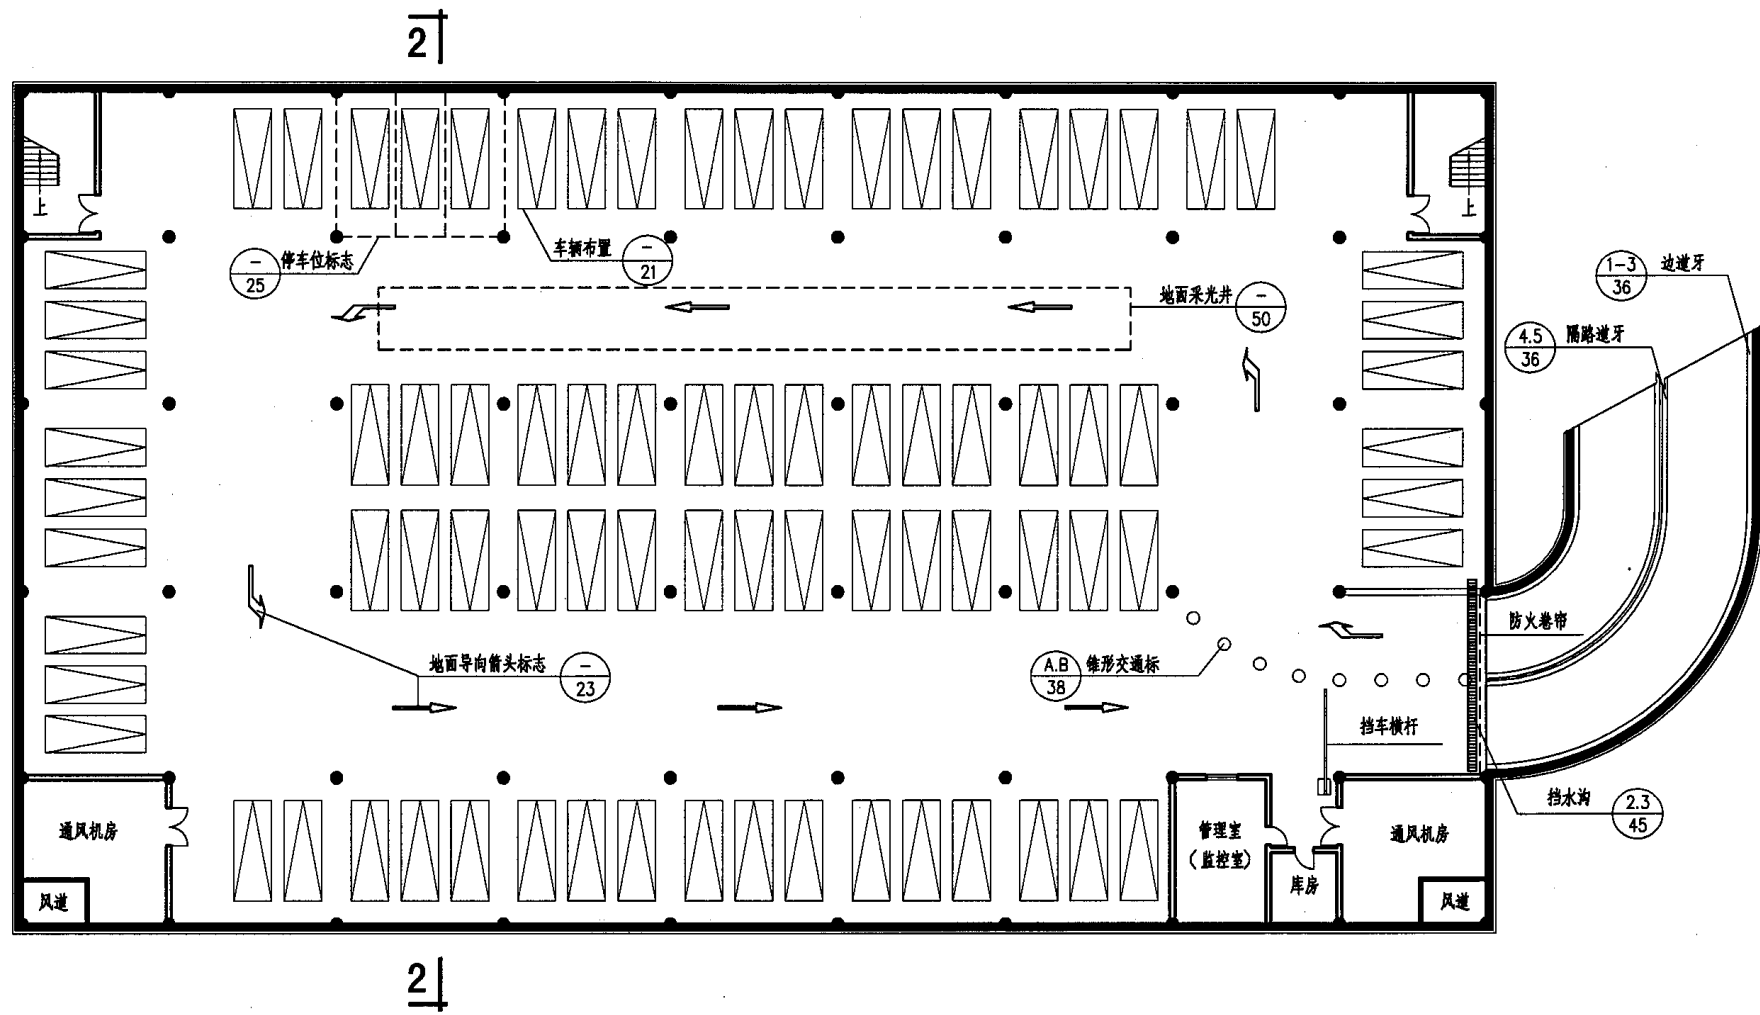 2
上
上
停车位标志
-
25
车辆布置
-
21
地面采光井
-
50
1-3
36
边道牙
4.5
36
隔路道牙
防火卷帘
地面导向箭头标志
-
23
A.B
38
锥形交通标
挡车横杆
挡水沟
2.3
45
通风机房
风道
管理室
(监控室)
库房
通风机房
风道
2